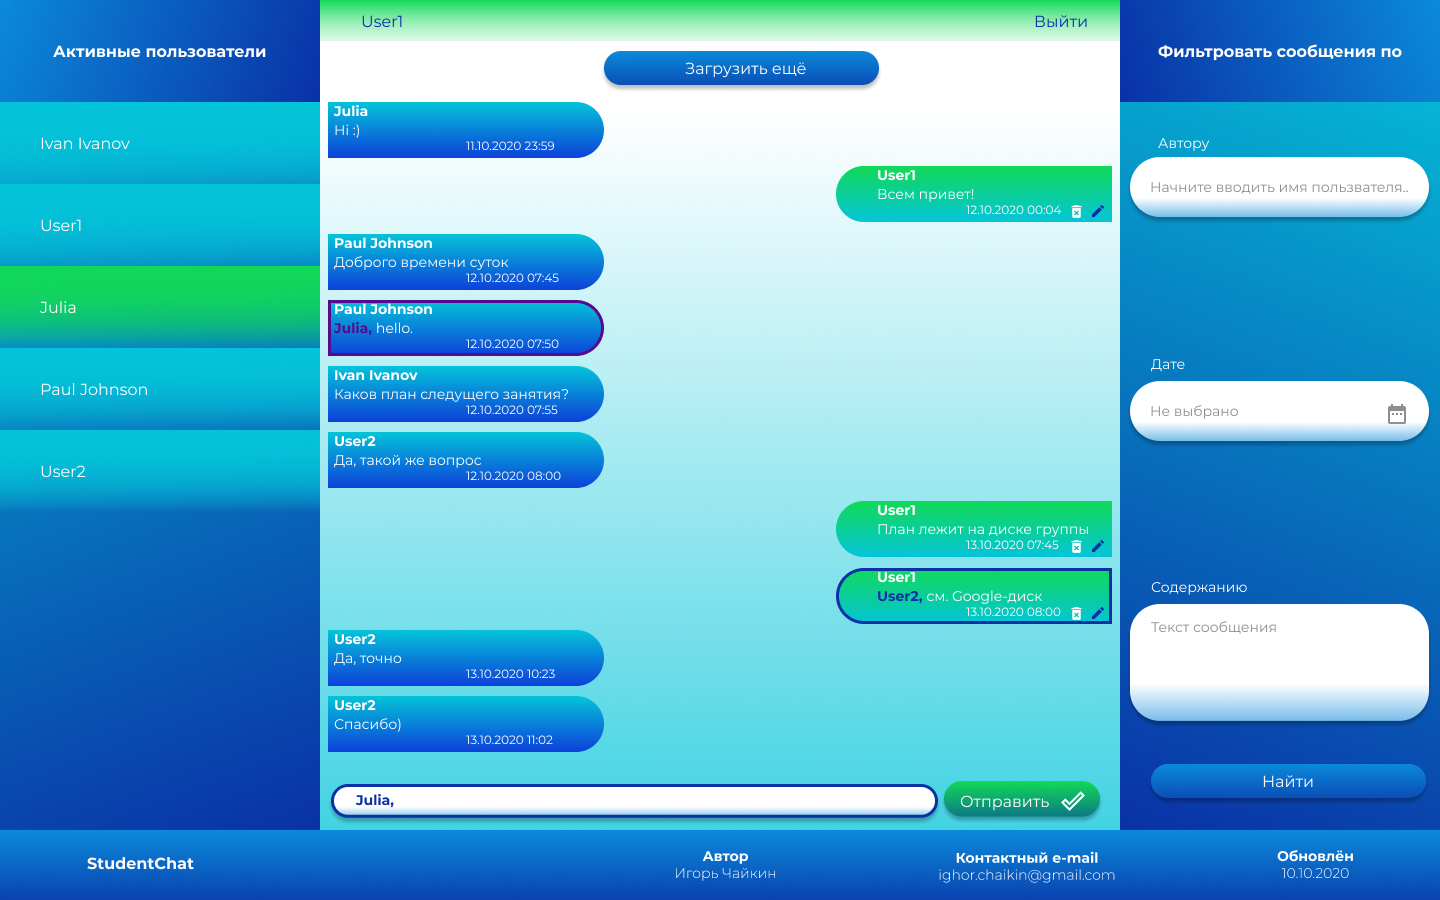 Активные пользователи
Ivan Ivanov
User1
Julia
Paul Johnson
User2
User1
Выйти
Загрузить ещё
Julia
Hi :)
11.10.2020 23:59
User1
Всем привет!
12.10.2020 00:04
Paul Johnson
Доброго времени суток
12.10.2020 07:45
Paul Johnson
Julia, hello.
12.10.2020 07:50
Ivan Ivanov
Каков план следущего занятия?
12.10.2020 07:55
User2
Да, такой же вопрос
12.10.2020 08:00
User1
План лежит на диске группы
13.10.2020 07:45
User1
User2, см. Google-диск
13.10.2020 08:00
User2
Да, точно
13.10.2020 10:23
User2
Спасибо)
13.10.2020 11:02
Julia,
Отправить
Фильтровать сообщения по
Автору
Начните вводить имя пользвателя..
Дате
Не выбрано
Содержанию
Текст сообщения
Найти
StudentChat
Автор
Игорь Чайкин
Контактный e-mail
ighor.chaikin@gmail.com
Обновлён
10.10.2020